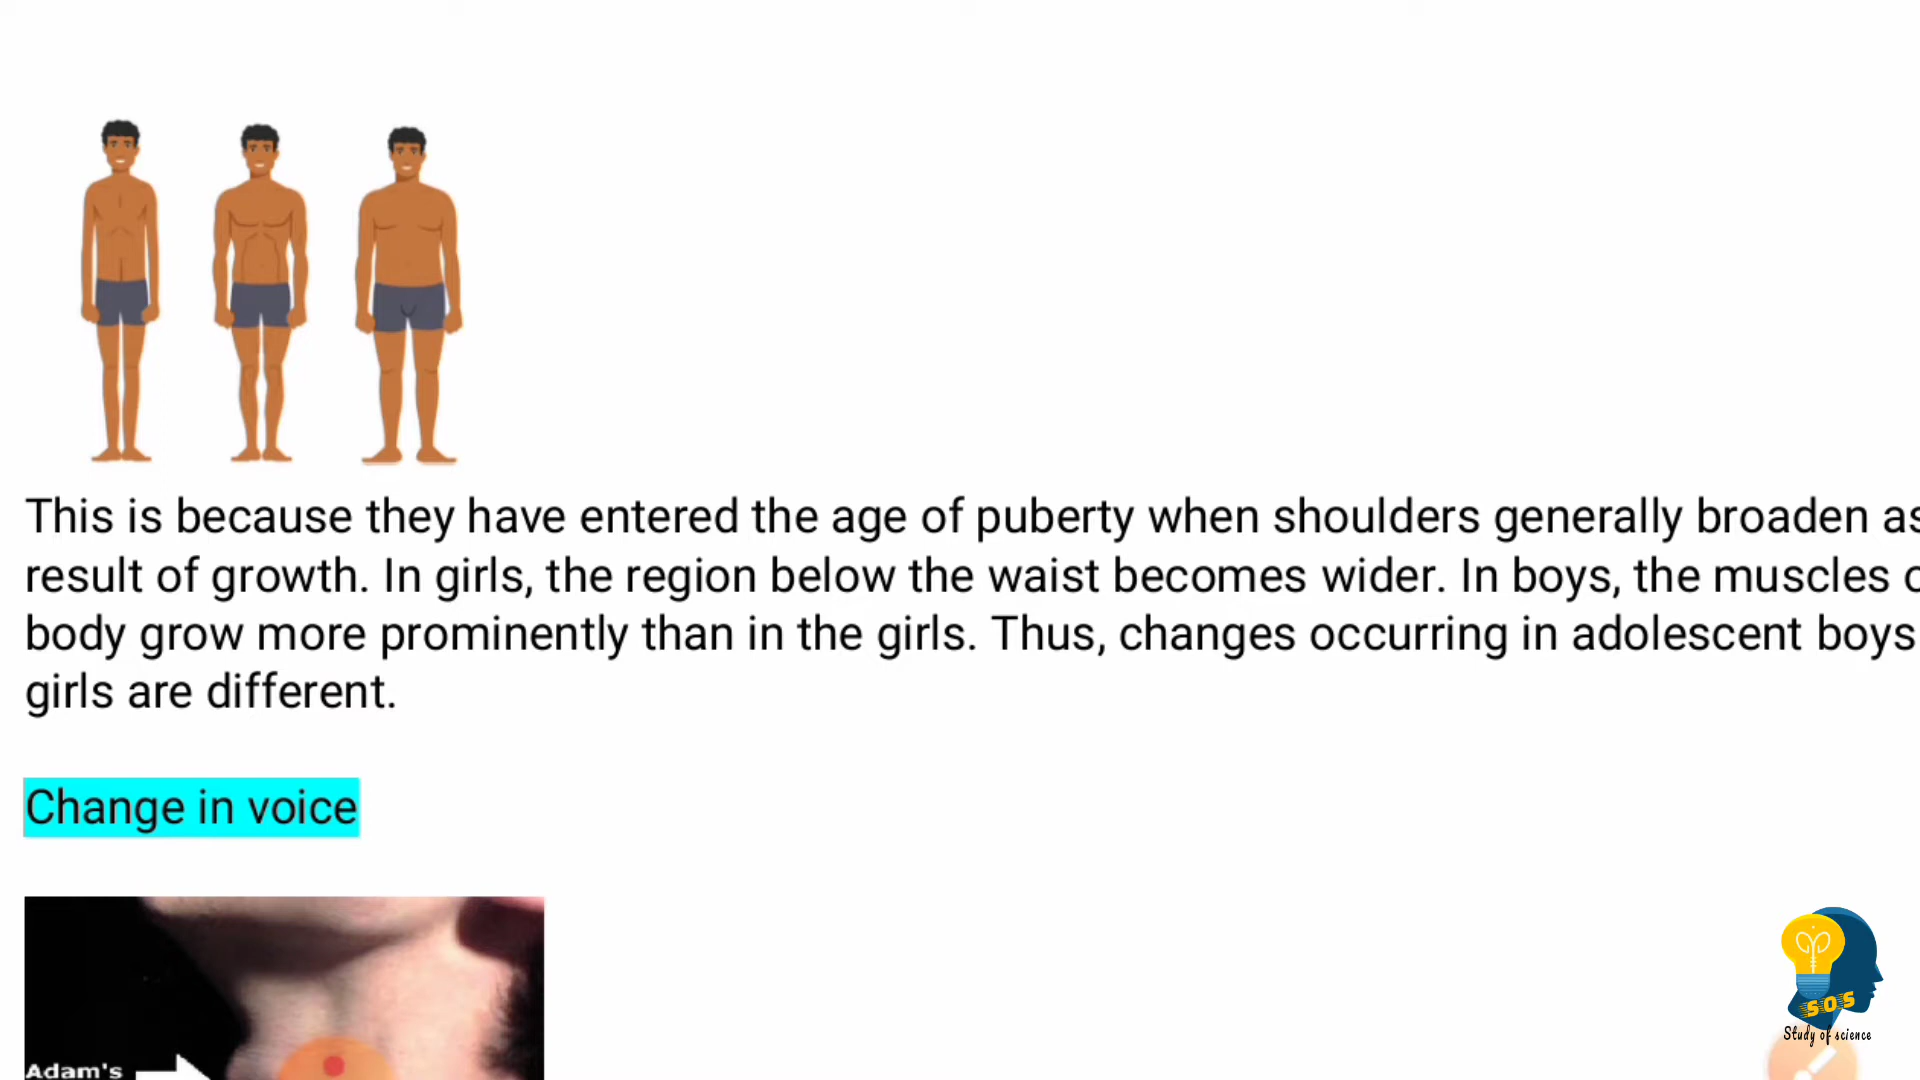 This is because they have entered the age of puberty when shoulders generally broaden as
result of growth. In girls, the region below the waist becomes wider. In boys, the muscles
body grow more prominently than in the girls. Thus, changes occurring in adolescent boys
girls are different.
Change in voice
Adam's
SOS
Study of science